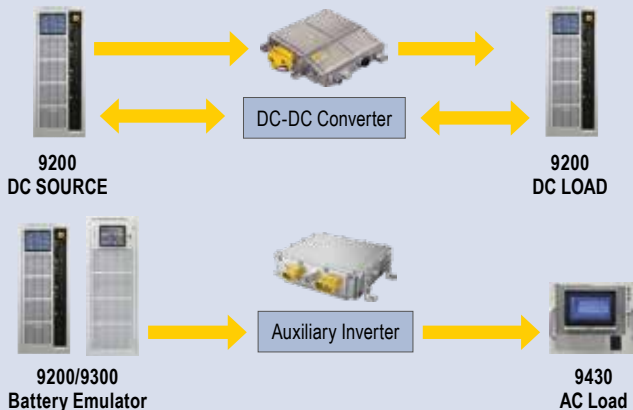 DC-DC Converter
9200
DC SOURCE
9200
DC LOAD
Auxiliary Inverter
9200/9300
Battery Emulator
9430
AC Load